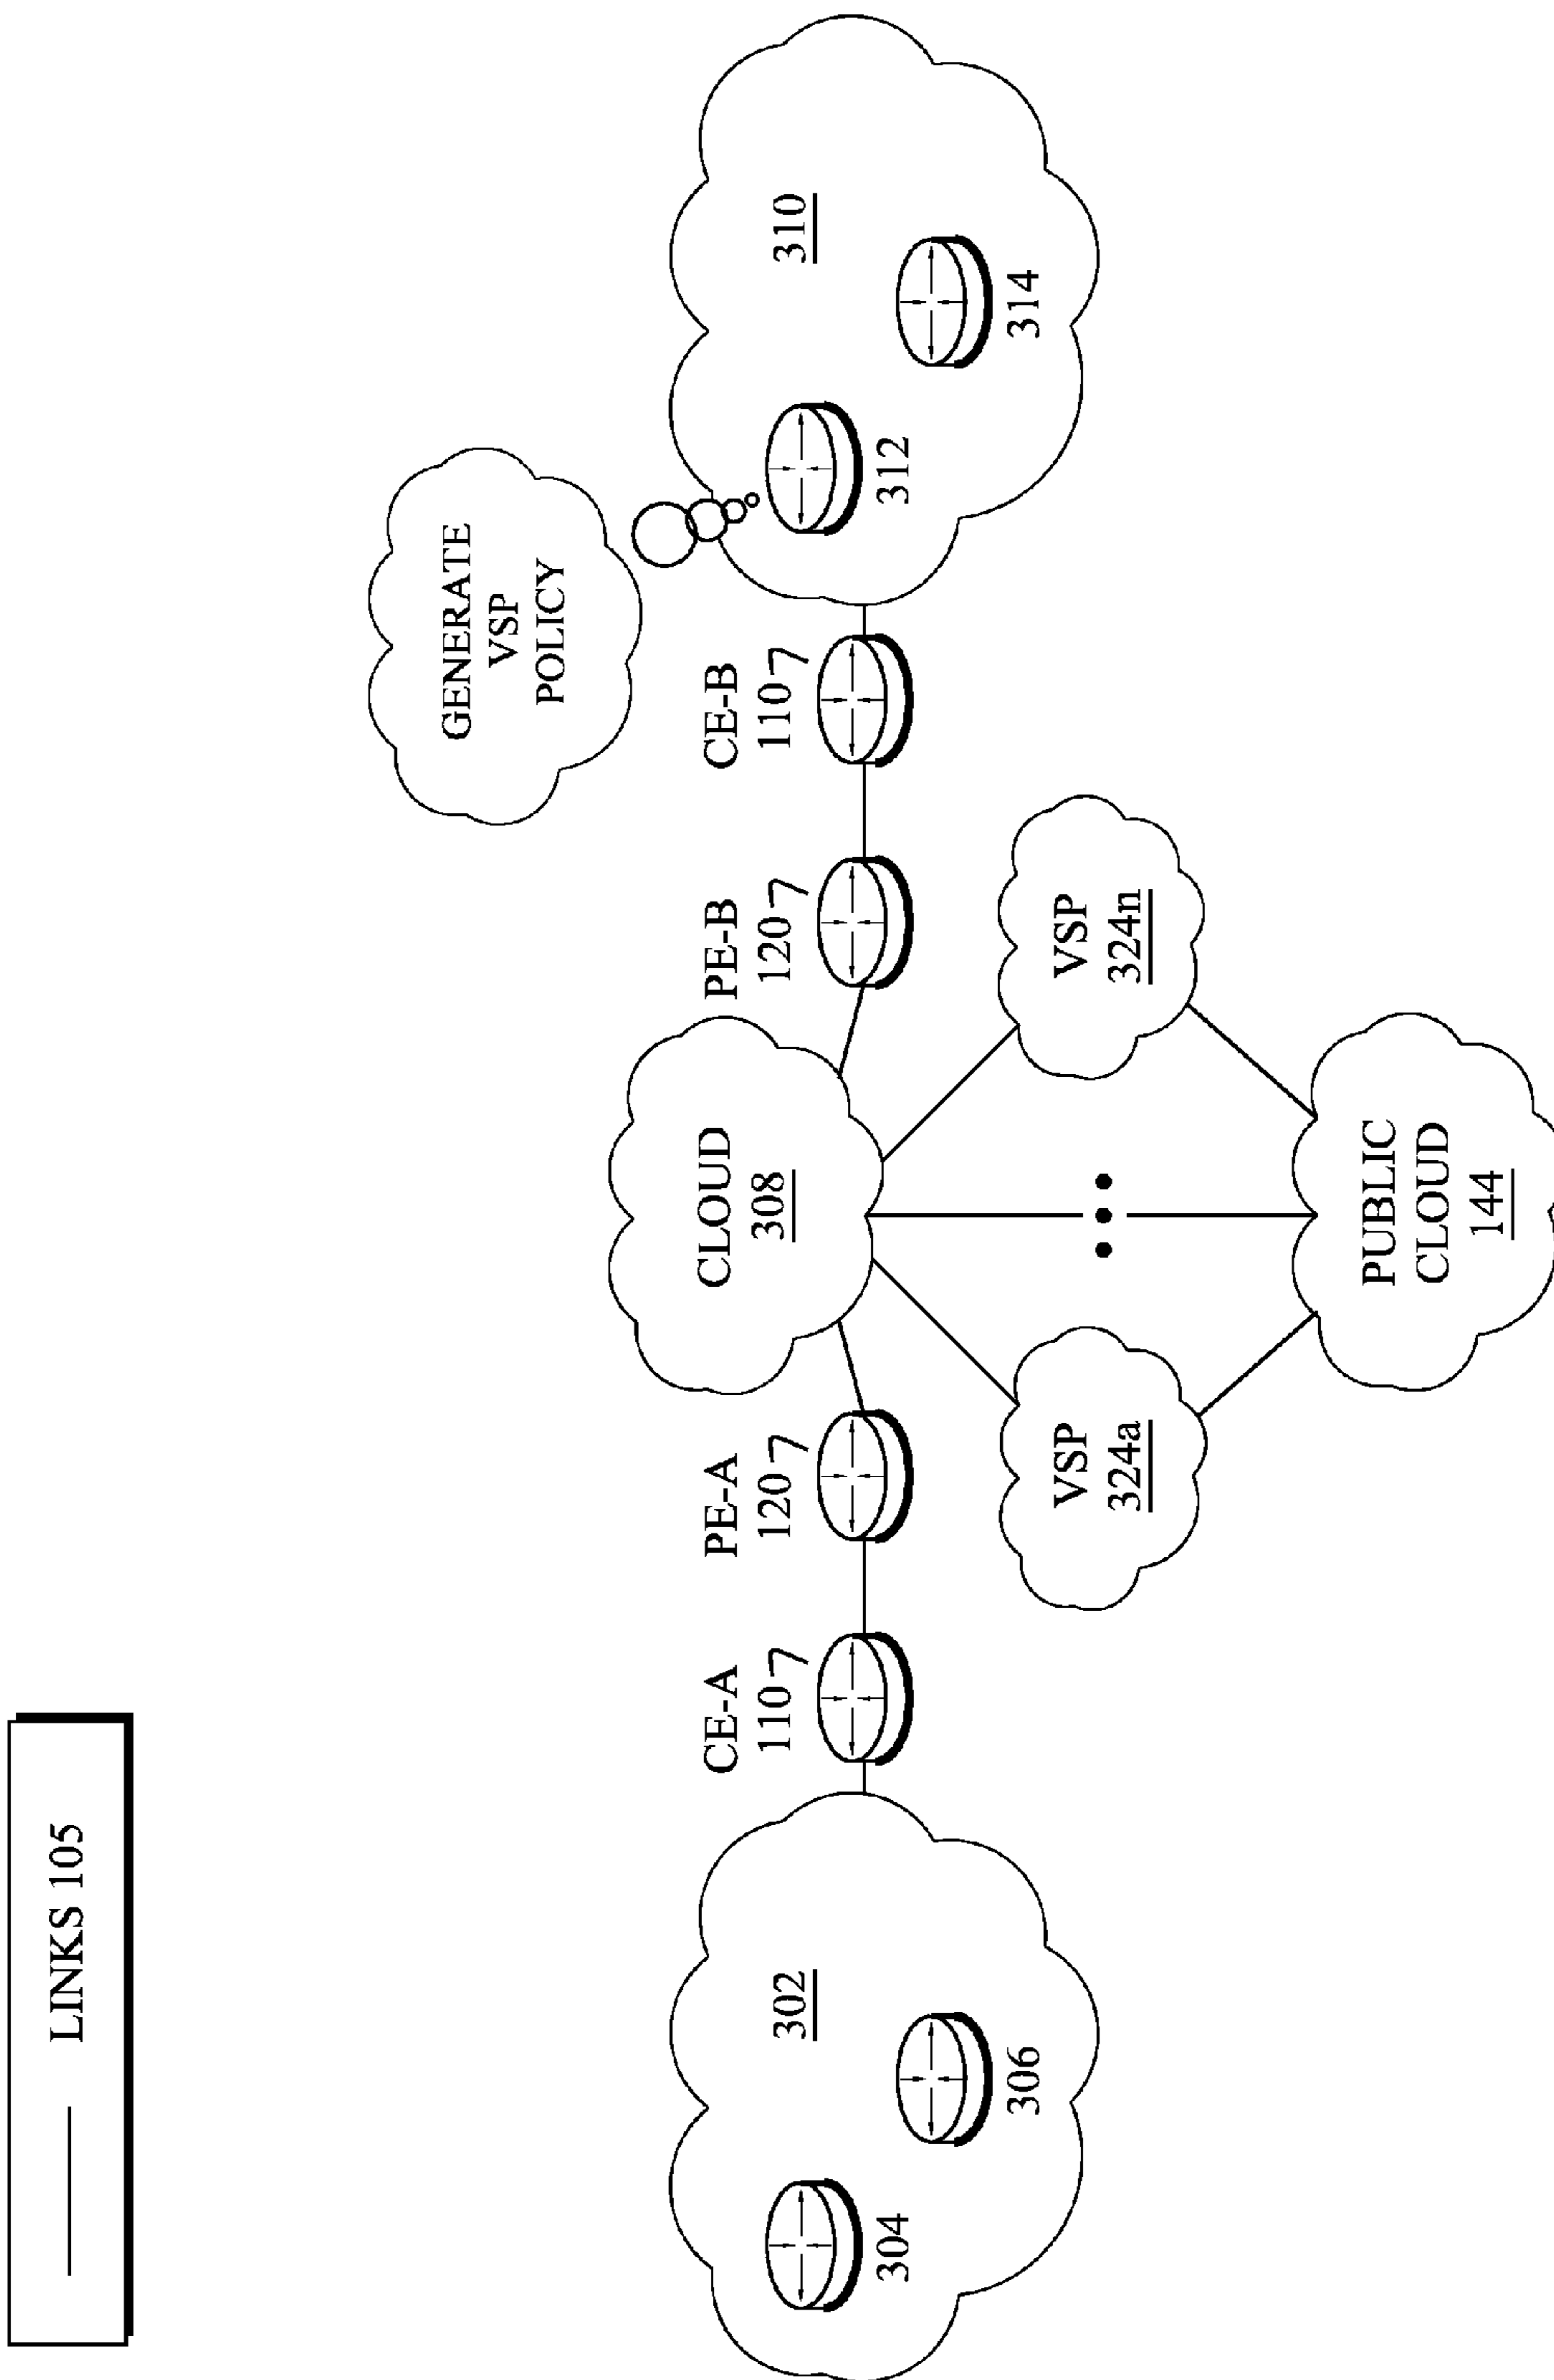 LINKS 105
GENERATE
VSP
POLICY
302
304
306
CE-A
110
PE-A
120
CLOUD
308
PE-B
120
CE-B
110
310
312
314
VSP
324a
VSP
324n
PUBLIC
CLOUD
144